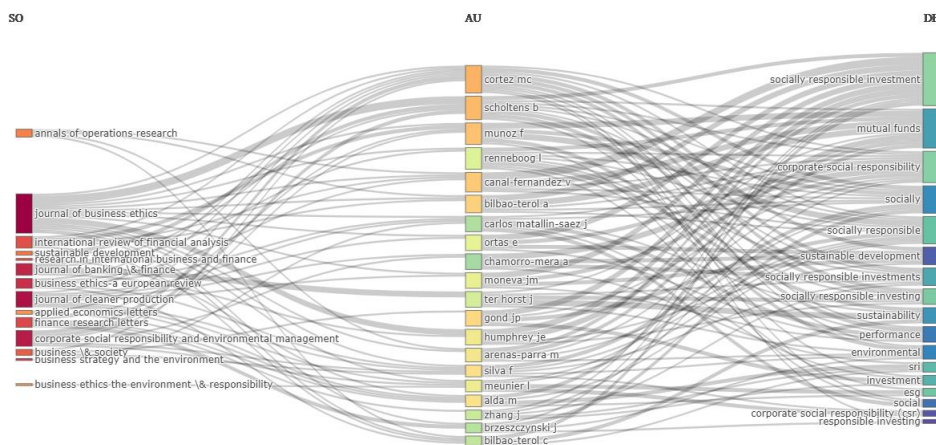 SO
AU
DE
annals of operations research
journal of business ethics
international review of financial analysis
sustainable development
research in international business and finance
journal of banking \& finance
business ethics-a european review
journal of cleaner production
applied economics letters
finance research letters
corporate social responsibility and environmental management
business \& society
business strategy and the environment
business ethics the environment \& responsibility
cortez mc
scholtens b
munoz f
renneboog l
canal-fernandez v
bilbao-terol a
carlos matallin-saez j
ortas e
chamorro-mera a
moneva jm
ter horst j
gond jp
humphrey je
arenas-parra m
silva f
meunier l
alda m
zhang j
brzeszczynski j
bilbao-terol c
socially responsible investment
mutual funds
corporate social responsibility
socially
socially responsible
sustainable development
socially responsible investments
socially responsible investing
sustainability
performance
environmental
sri
investment
esg
social
corporate social responsibility (csr)
responsible investing